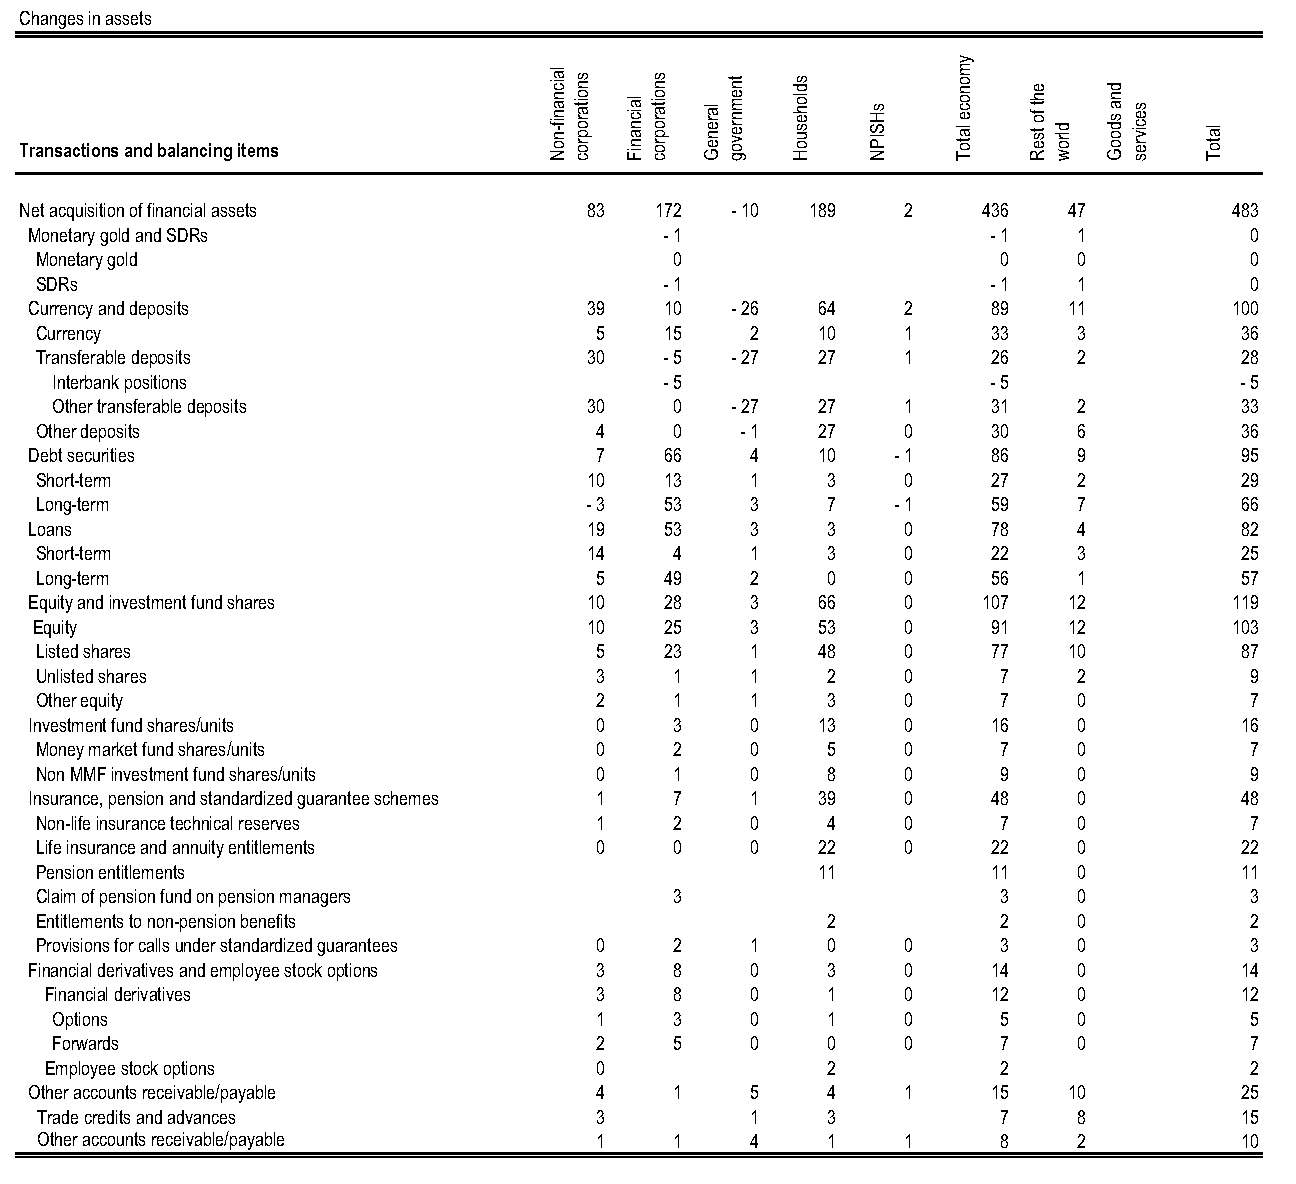 Changes in assets
Transactions and balancing items Non-financial corporations Financial corporations General government Households NPISHs Total economy Rest of the world Goods and services Total
Net acquisition of financial assets 83 172 - 10 189 2 436 47 483
Monetary gold and SDRs - 1 - 1 1 0
Monetary gold 0 0 0 0
SDRs - 1 - 1 1 0
Currency and deposits 39 10 - 26 64 2 89 11 100
Currency 5 15 2 10 1 33 3 36
Transferable deposits 30 - 5 - 27 27 1 26 2 28
Interbank positions - 5 - 5 - 5
Other transferable deposits 30 0 - 27 27 1 31 2 33
Other deposits 4 0 - 1 27 0 30 6 36
Debt securities 7 66 4 10 - 1 86 9 95
Short-term 10 13 1 3 0 27 2 29
Long-term - 3 53 3 7 - 1 59 7 66
Loans 19 53 3 3 0 78 4 82
Short-term 14 4 1 3 0 22 3 25
Long-term 5 49 2 0 0 56 1 57
Equity and investment fund shares 10 28 3 66 0 107 12 119
Equity 10 25 3 53 0 91 12 103
Listed shares 5 23 1 48 0 77 10 87
Unlisted shares 3 1 1 2 0 7 2 9
Other equity 2 1 1 3 0 7 0 7
Investment fund shares/units 0 3 0 13 0 16 0 16
Money market fund shares/units 0 2 0 5 0 7 0 7
Non MMF investment fund shares/units 0 1 0 8 0 9 0 9
Insurance, pension and standardized guarantee schemes 1 7 1 39 0 48 0 48
Non-life insurance technical reserves 1 2 0 4 0 7 0 7
Life insurance and annuity entitlements 0 0 0 22 0 22 0 22
Pension entitlements 11 11 0 11
Claim of pension fund on pension managers 3 3 0 3
Entitlements to non-pension benefits 2 2 0 2
Provisions for calls under standardized guarantees 0 2 1 0 0 3 0 3
Financial derivatives and employee stock options 3 8 0 3 0 14 0 14
Financial derivatives 3 8 0 1 0 12 0 12
Options 1 3 0 1 0 5 0 5
Forwards 2 5 0 0 0 7 0 7
Employee stock options 0 2 2 2
Other accounts receivable/payable 4 1 5 4 1 15 10 25
Trade credits and advances 3 1 3 7 8 15
Other accounts receivable/payable 1 1 4 1 1 8 2 10